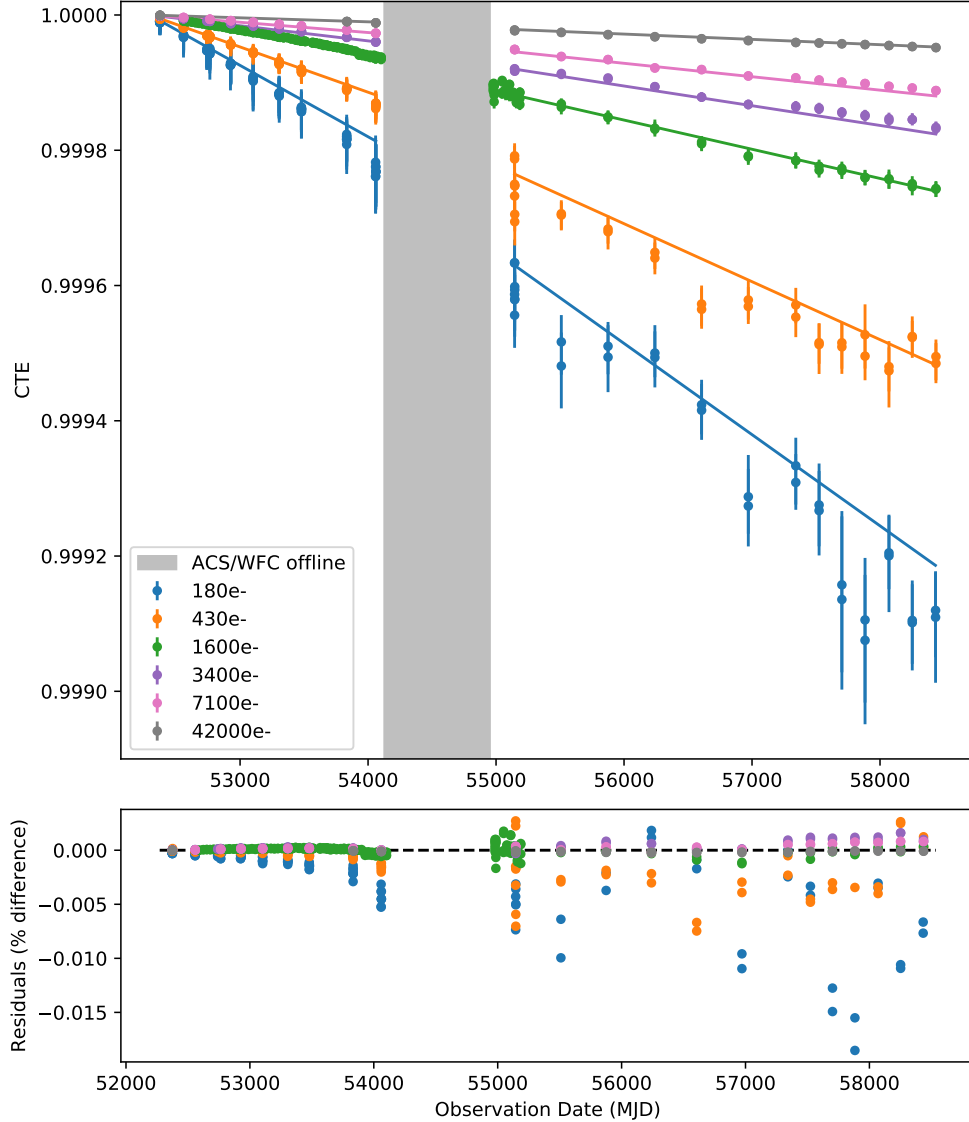 1.0000
0.9998
0.9996
0.9994
0.9992
0.9990
CTE
ACS/WFC offline
180e-
430e-
1600e-
3400e-
7100e-
42000e-
53000 54000 55000 56000 57000 58000
0.000
−0.005
−0.010
−0.015
Residuals (% difference)
52000 53000 54000 55000 56000 57000 58000
Observation Date (MJD)